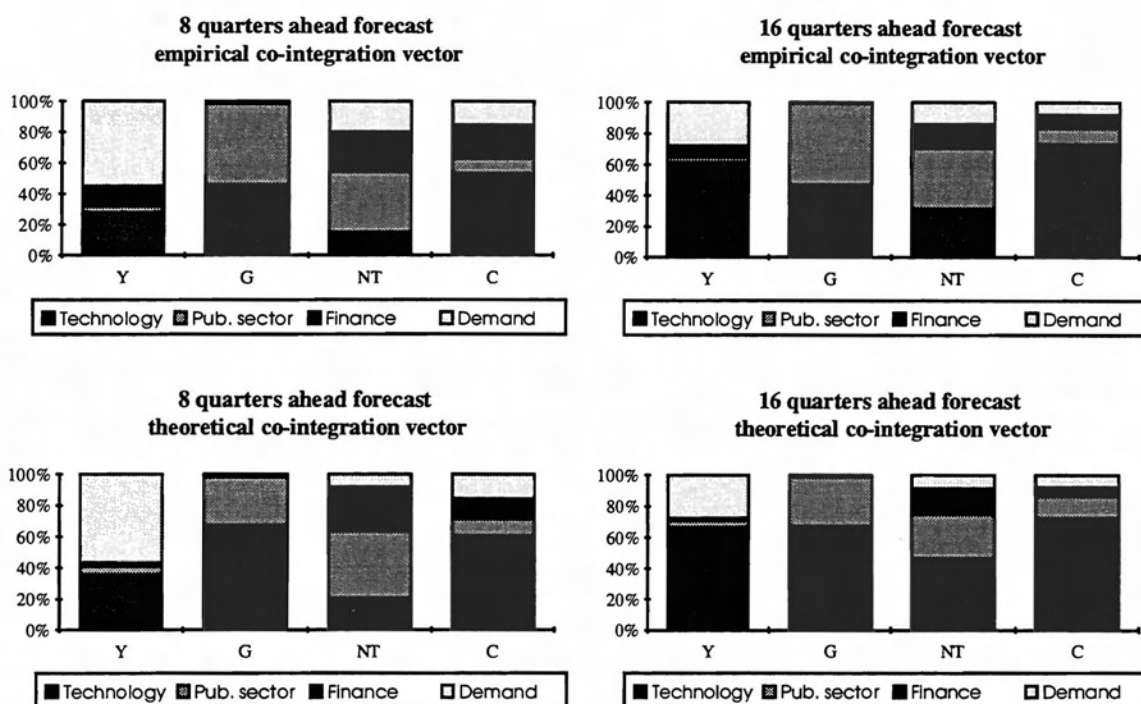 8 quarters ahead forecast
empirical co-integration vector
100%
80%
60%
40%
20%
0%
Y G NT C
Technology Pub. sector Finance Demand
16 quarters ahead forecast
empirical co-integration vector
100%
80%
60%
40%
20%
0%
Y G NT C
Technology Pub. sector Finance Demand
8 quarters ahead forecast
theoretical co-integration vector
100%
80%
60%
40%
20%
0%
Y G NT C
Technology Pub. sector Finance Demand
16 quarters ahead forecast
theoretical co-integration vector
100%
80%
60%
40%
20%
0%
Y G NT C
Technology Pub. sector Finance Demand